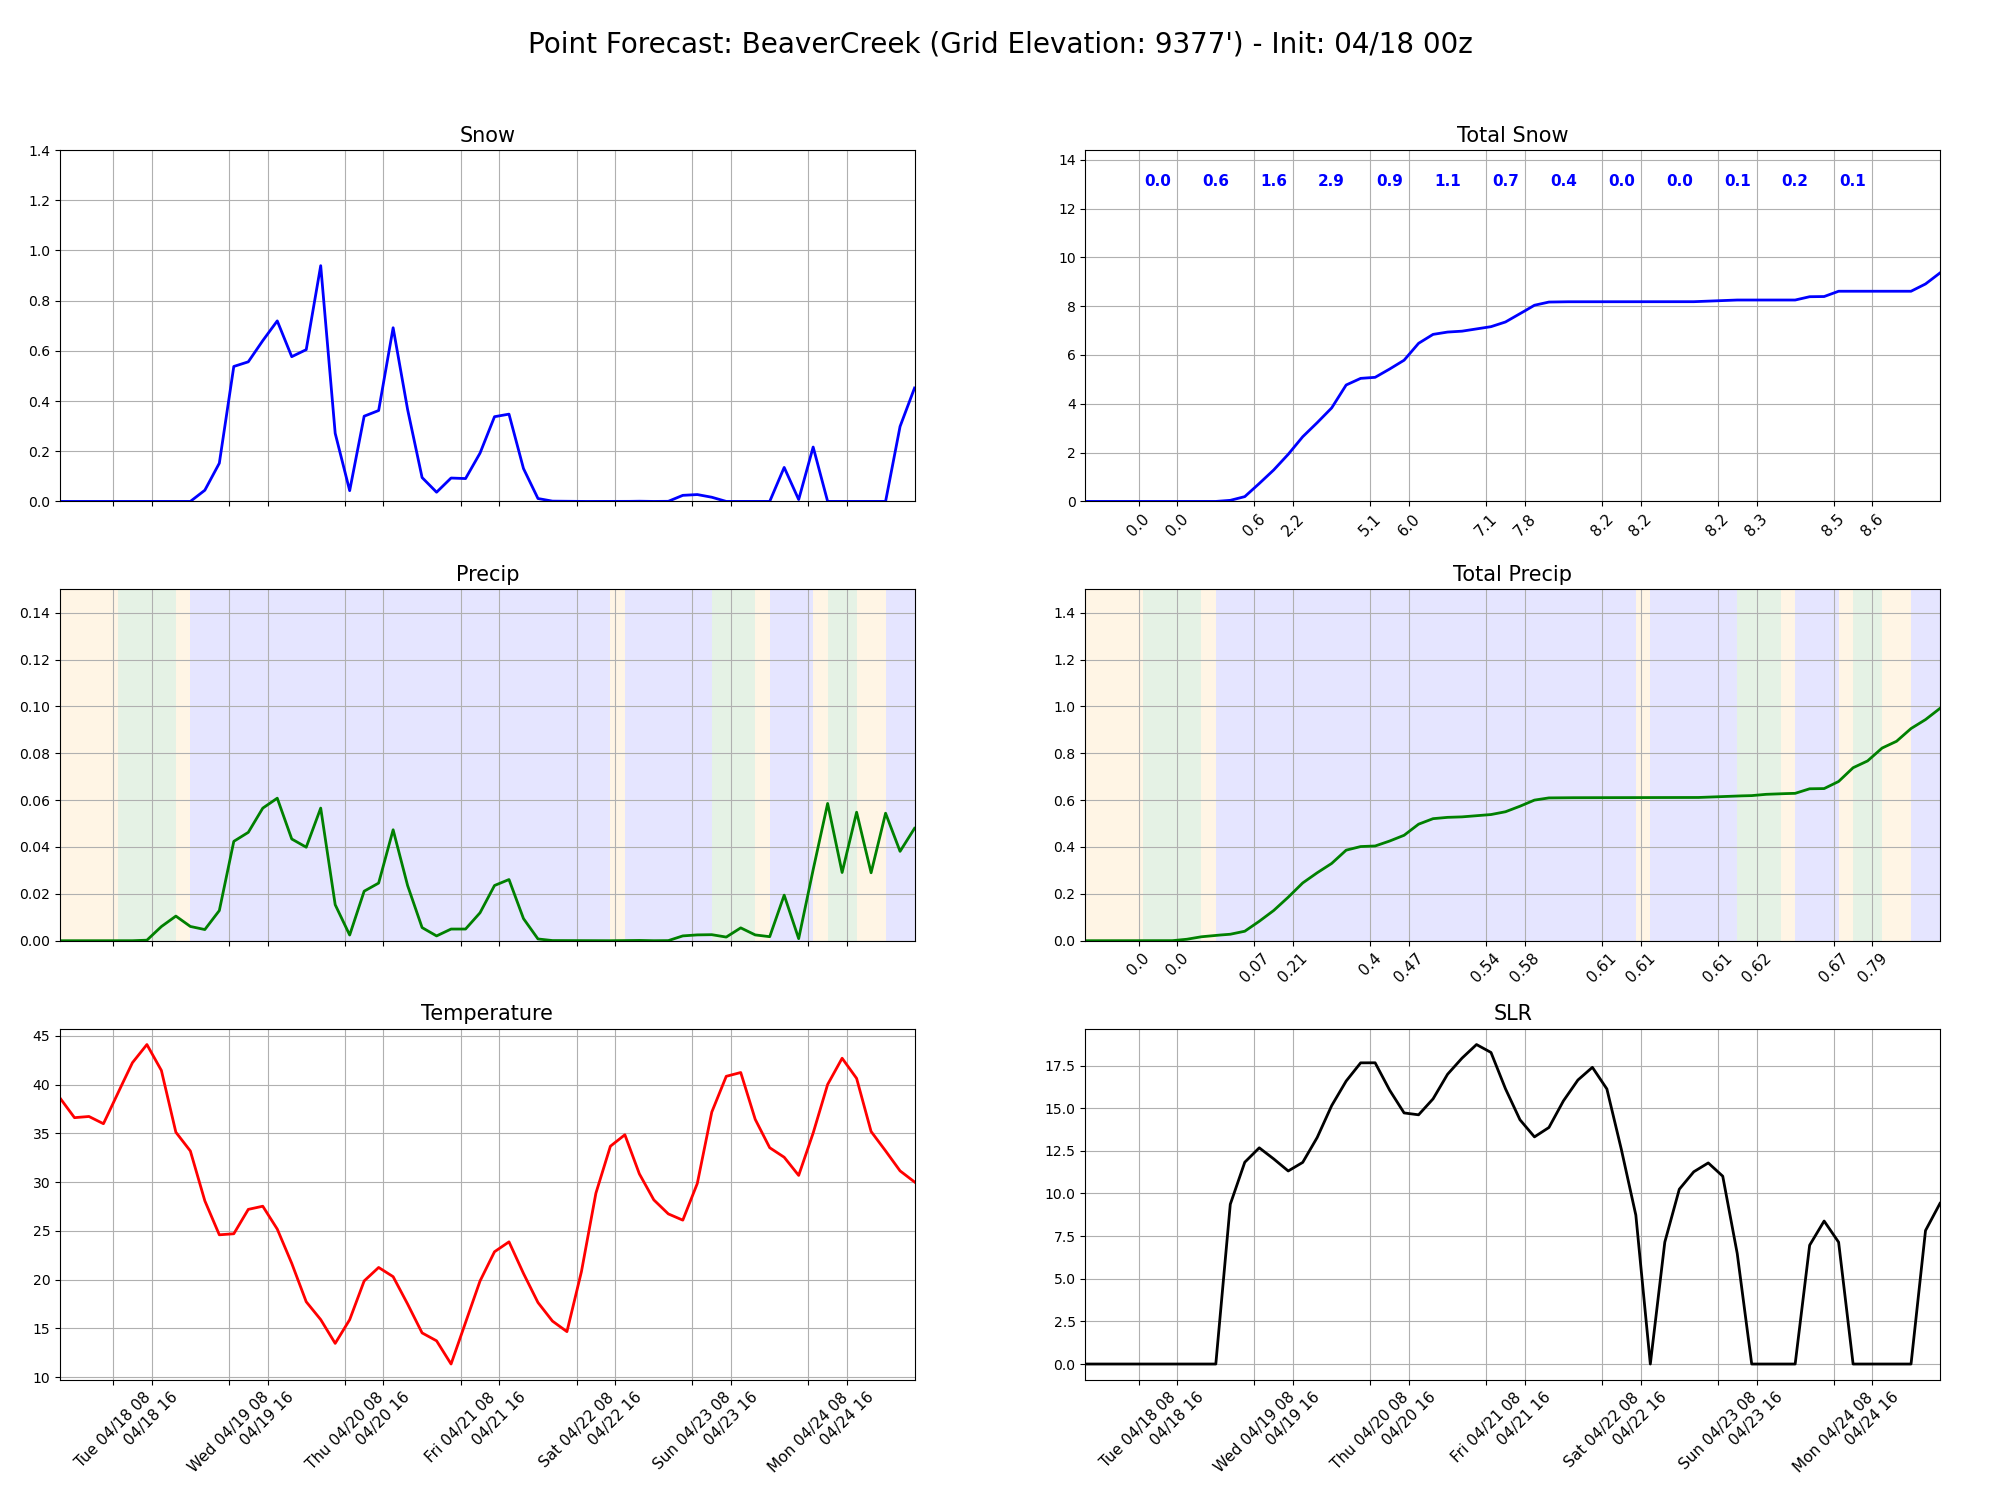 Point Forecast: BeaverCreek (Grid Elevation: 9377') - Init: 04/18 00z
Snow
1.4
1.2
1.0
0.8
0.6
0.4
0.2
0.0
Total Snow
14
12
10
8
6
4
2
0
0.0 0.6 1.6 2.9 0.9 1.1 0.7 0.4 0.0 0.0 0.1 0.2 0.1
0.0 0.0 0.6 2.2 5.1 6.0 7.1 7.8 8.2 8.2 8.2 8.3 8.5 8.6
Precip
0.14
0.12
0.10
0.08
0.06
0.04
0.02
0.00
Total Precip
1.4
1.2
1.0
0.8
0.6
0.4
0.2
0.0
0.0 0.0 0.07 0.21 0.4 0.47 0.54 0.58 0.61 0.61 0.61 0.62 0.67 0.79
Temperature
45
40
35
30
25
20
15
10
Tue 04/18 08
04/18 16
Wed 04/19 08
04/19 16
Thu 04/20 08
04/20 16
Fri 04/21 08
04/21 16
Sat 04/22 08
04/22 16
Sun 04/23 08
04/23 16
Mon 04/24 08
04/24 16
SLR
17.5
15.0
12.5
10.0
7.5
5.0
2.5
0.0
Tue 04/18 08
04/18 16
Wed 04/19 08
04/19 16
Thu 04/20 08
04/20 16
Fri 04/21 08
04/21 16
Sat 04/22 08
04/22 16
Sun 04/23 08
04/23 16
Mon 04/24 08
04/24 16